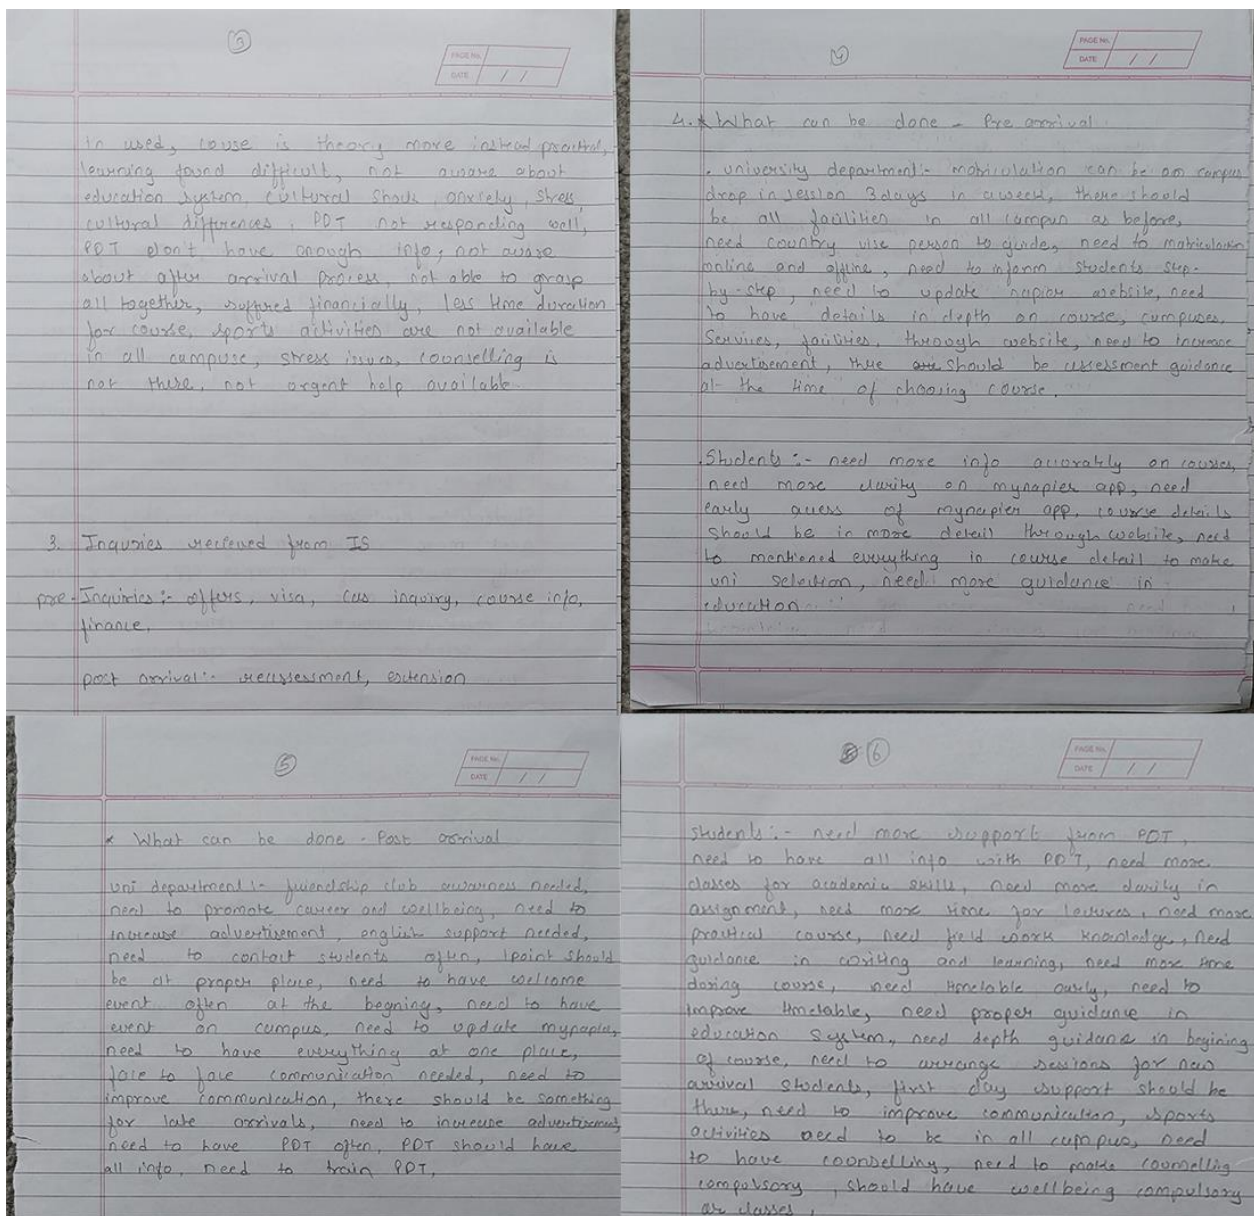 3
PAGE No.
DATE / /
In used, couse is theory more instead practral,
learning found difficult, not aware about
education system, cultural Shock, anxiely, stress,
cultural differences, PDT not responding well,
PDT don't have enough info, not aware
about after arrival process, not able to grasp
all together, suffred financially, less time duration
for course, sports activities are not available
in all campuse, stress issues, counselling is
not there, not orgent help available.
3. Inquries recieved from IS
pre-Inquiries :- offers, visa, cas inquiry, course info,
finance,
post arrival :- reassessment, extension
4
PAGE No.
DATE / /
4. * What can be done - Pre arrival.
. university department :- matriculation can be on campus
drop in session 3days in a week, there should
be all facilities in all campun as before,
need country vise person to guide, need to matriculation
online and offline, need to inform students step-
by-step, need to update napier website, need
to have details in depth on course, campuses,
Services, failities, through website, need to increase
advertisement, thre should be assessment guidance
at the time of choosing course.
. Students :- need more info accorately on courses,
need more clarity on mynapier app, need
early acess of mynapier app, course details
should be in more detail through website, need
to mentioned everything in course detail to make
uni selection, need more guidance in
education
5
PAGE No.
DATE / /
* What can be done - Post arrival
uni department :- friendship club awarness needed,
need to promote career and wellbeing, need to
increase advertisement, english support needed,
need to contact students often, 1point should
be at proper place, need to have welcome
event often at the begning, need to have
event on campus, need to update mynapier,
need to have everything at one place,
face to face communication needed, need to
improve communication, there should be something
for late arrivals, need to increase advertisement,
need to have PDT often, PDT should have
all info, need to train PDT,
6
PAGE No.
DATE / /
students :- need more support from PDT,
need to have all info with PDT, need more
classes for academic skills, need more clarity in
assignment, need more time for lectures, need more
practical course, need field work knowledge, need
guidance in writing and learning, need more time
doring course, need timetable early, need to
improve timetable, need proper guidance in
education system, need depth guidance in begining
of course, need to arrange sessions for new
arrival students, first day support should be
there, need to improve communication, sports
activities need to be in all campus, need
to have counselling, need to make counselling
compulsory, should have wellbeing compulsory
as classes,